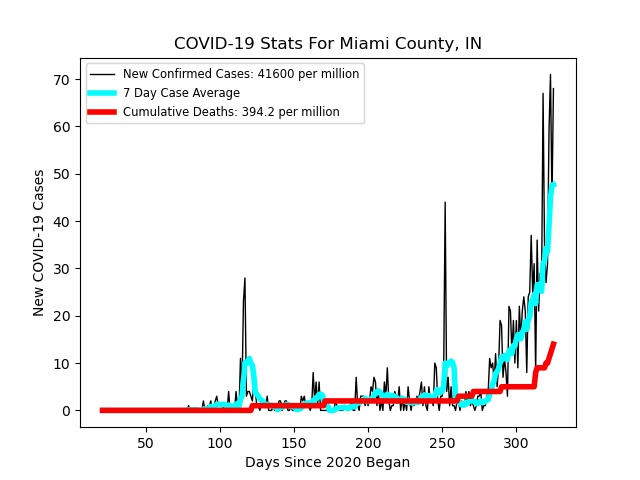 COVID-19 Stats For Miami County, IN
New Confirmed Cases: 41600 per million
7 Day Case Average
Cumulative Deaths: 394.2 per million
New COVID-19 Cases
70
60
50
40
30
20
10
0
50 100 150 200 250 300
Days Since 2020 Began